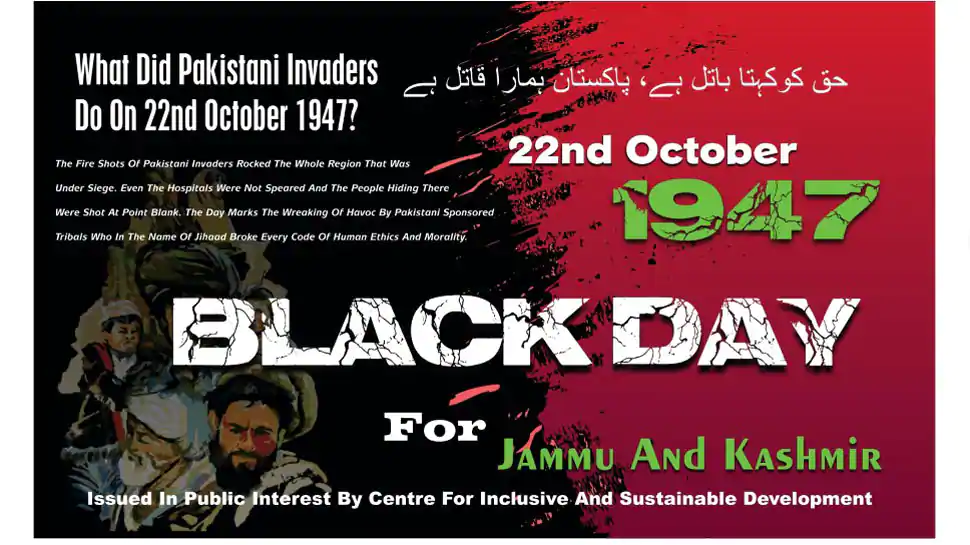 What Did Pakistani Invaders
Do On 22nd October 1947?
حق کوکہتا باتل ہے، پاکستان ہمارا قاتل ہے
The Fire Shots Of Pakistani Invaders Rocked The Whole Region That Was
Under Siege. Even The Hospitals Were Not Speared And The People Hiding There
Were Shot At Point Blank. The Day Marks The Wreaking Of Havoc By Pakistani Sponsored
Tribals Who In The Name Of Jihaad Broke Every Code Of Human Ethics And Morality.
22nd October
1947
BLACK DAY
For
Jammu And Kashmir
Issued In Public Interest By Centre For Inclusive And Sustainable Development